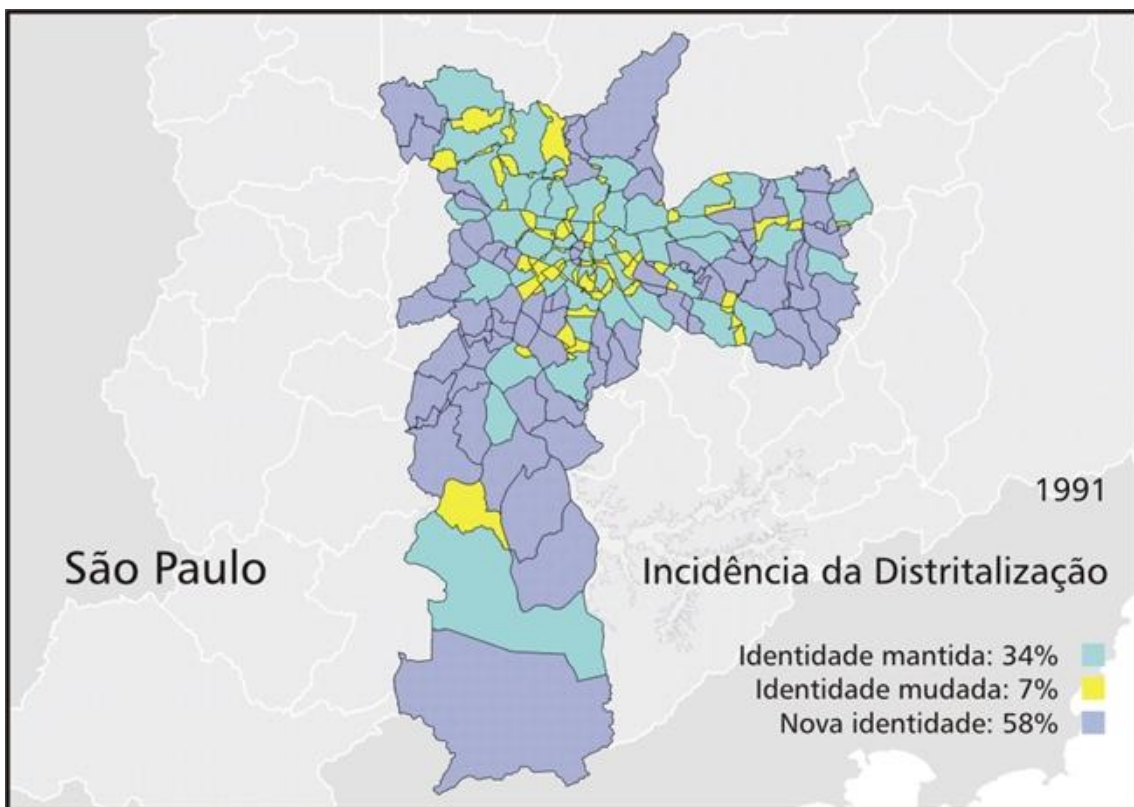 1991
São Paulo
Incidência da Distritalização
Identidade mantida: 34%
Identidade mudada: 7%
Nova identidade: 58%